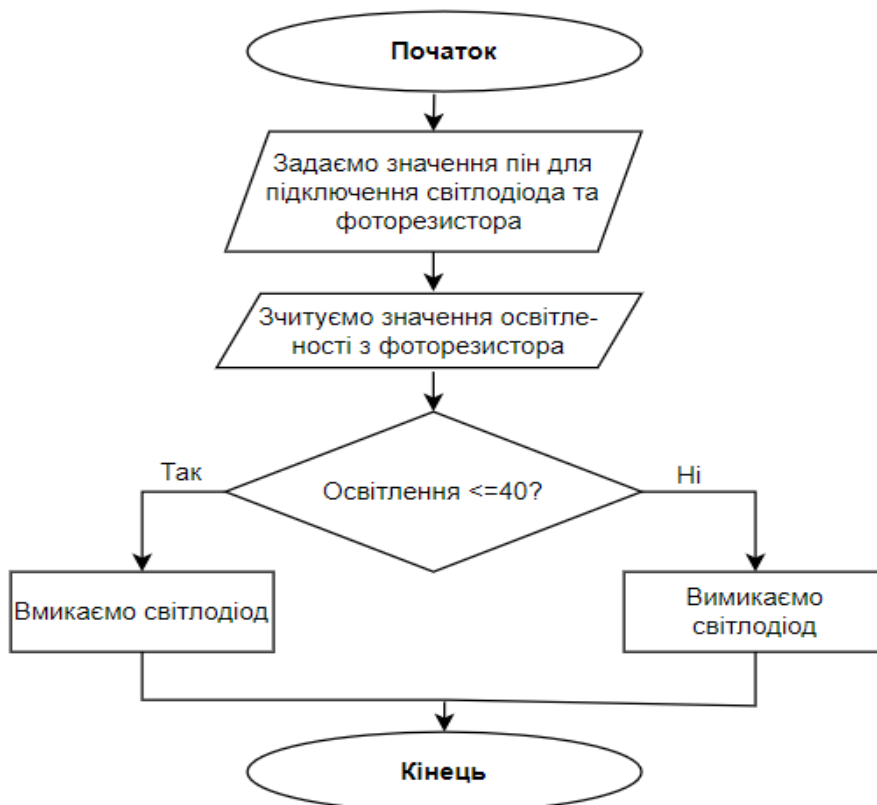 Початок
Задаємо значення пін для
підключення світлодіода та
фоторезистора
Зчитуємо значення освітле-
ності з фоторезистора
Так
Освітлення <=40?
Ні
Вмикаємо світлодіод
Вимикаємо
світлодіод
Кінець